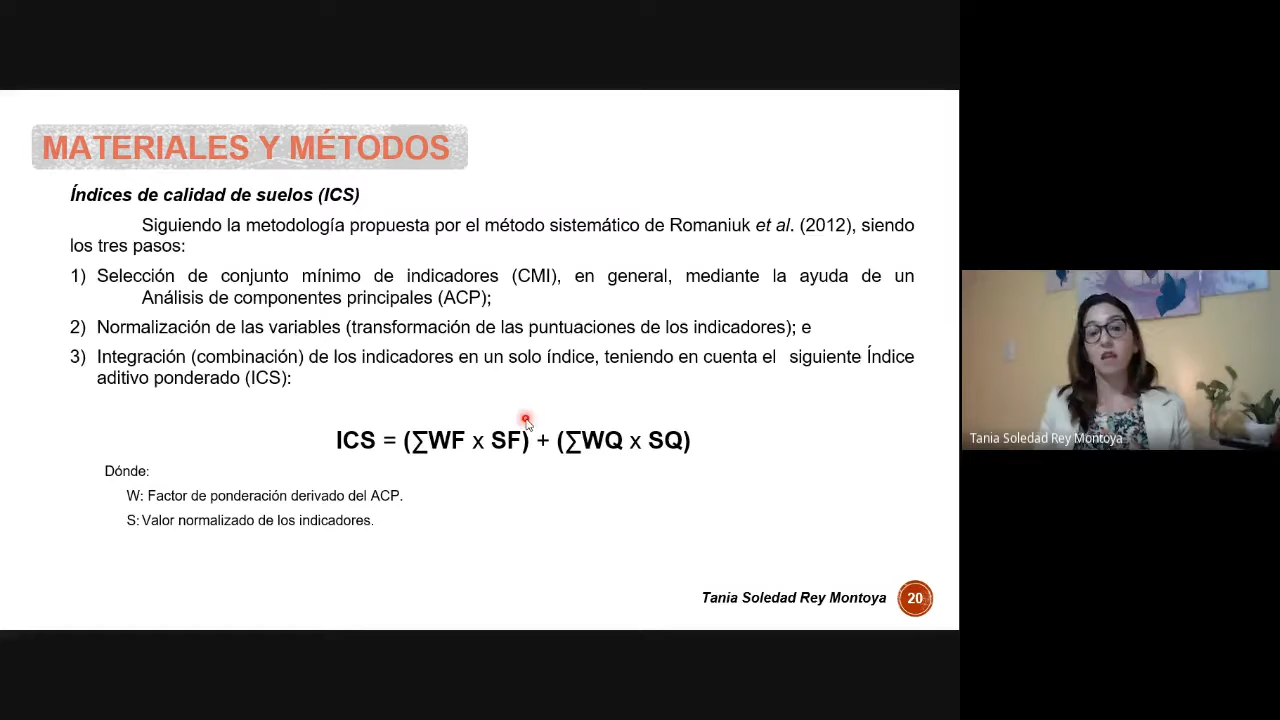 MATERIALES Y MÉTODOS
Índices de calidad de suelos (ICS)
Siguiendo la metodología propuesta por el método sistemático de Romaniuk et al. (2012), siendo
los tres pasos:
1) Selección de conjunto mínimo de indicadores (CMI), en general, mediante la ayuda de un
Análisis de componentes principales (ACP);
2) Normalización de las variables (transformación de las puntuaciones de los indicadores); e
3) Integración (combinación) de los indicadores en un solo índice, teniendo en cuenta el siguiente Índice
aditivo ponderado (ICS):
ICS = (∑WF x SF) + (∑WQ x SQ)
Dónde:
W: Factor de ponderación derivado del ACP.
S: Valor normalizado de los indicadores.
Tania Soledad Rey Montoya 20
Tania Soledad Rey Montoya